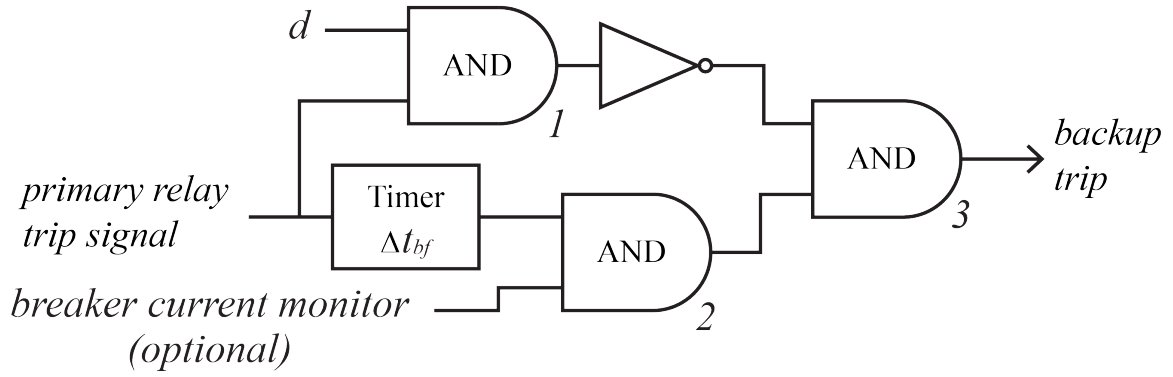 d
AND
1
AND
backup
trip
3
primary relay
trip signal
Timer
Δt_bf
AND
2
breaker current monitor
(optional)